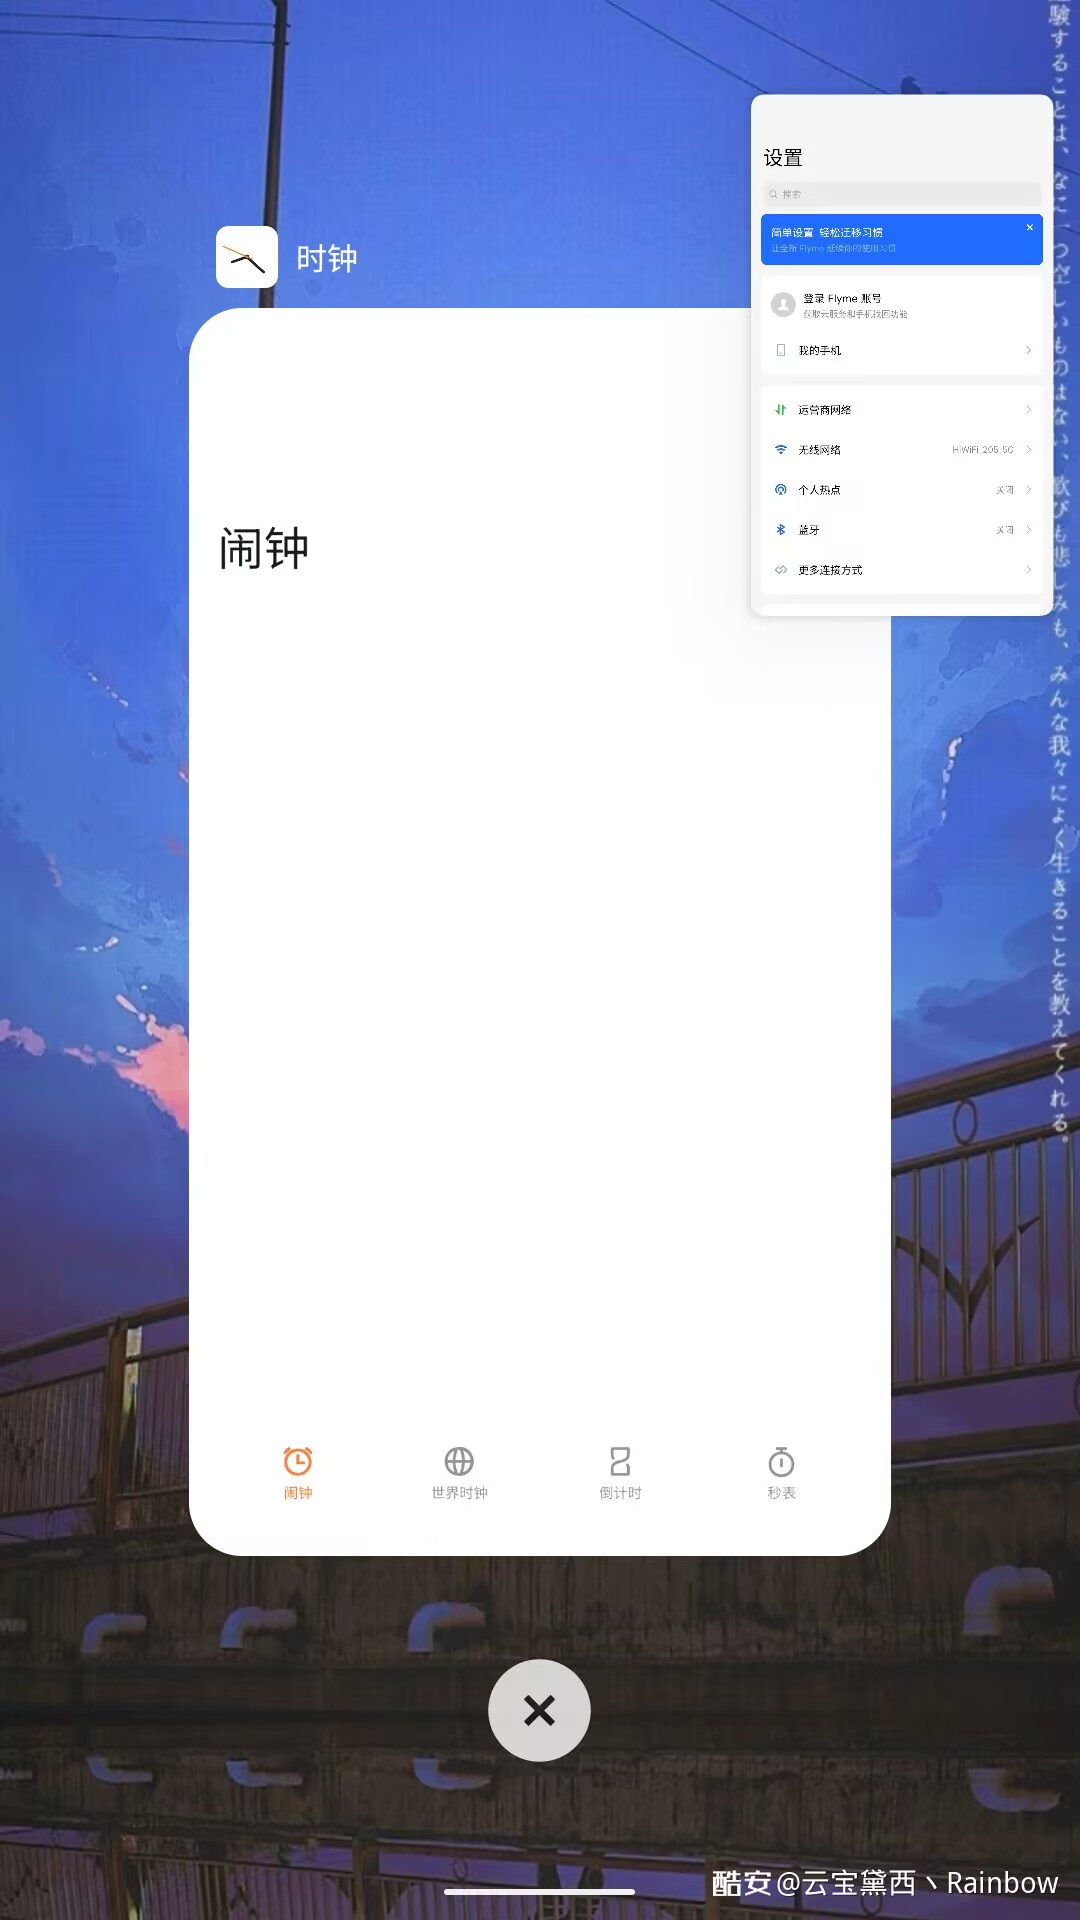 時钟
闹钟
闹钟
世界时钟
倒计时
秒表
设置
搜索
简单设置 轻松迁移习惯
让全新 Flyme 延续你的使用习惯
登录 Flyme 账号
获取云服务和手机找回功能
我的手机
运营商网络
无线网络 HiWiFi_205_5G
个人热点 关闭
蓝牙 关闭
更多连接方式
験することは、なに一つ空しいものはない、歓びも悲しみも、みんな我々によく生きることを教えてくれる。
酷安@云宝黛西丶Rainbow